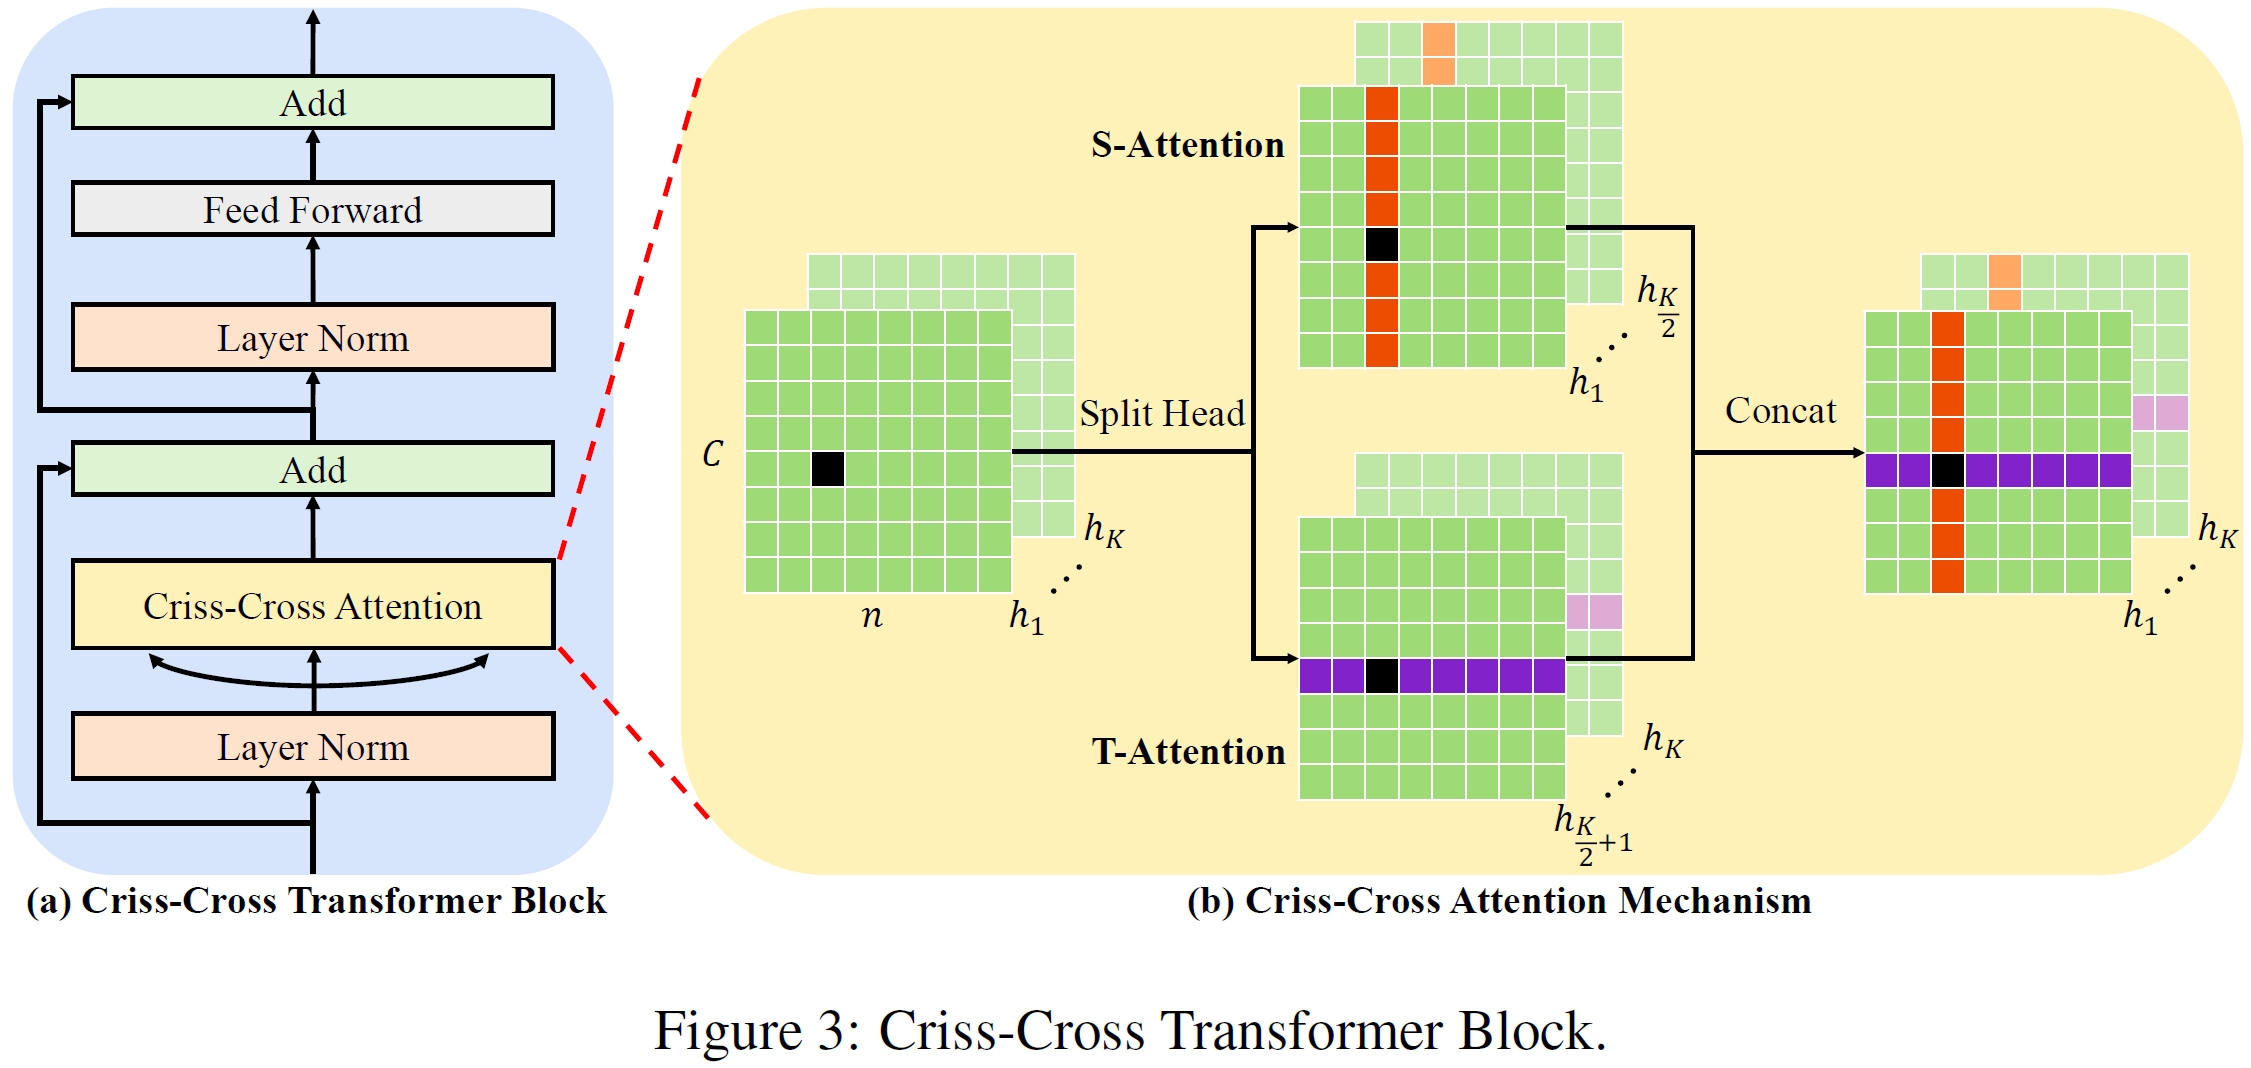 Add
Feed Forward
Layer Norm
Add
Criss-Cross Attention
Layer Norm
(a) Criss-Cross Transformer Block
C
n
h_1
h_K
Split Head
S-Attention
h_1
h_{\frac{K}{2}}
T-Attention
h_{\frac{K}{2}+1}
h_K
Concat
h_1
h_K
(b) Criss-Cross Attention Mechanism
Figure 3: Criss-Cross Transformer Block.